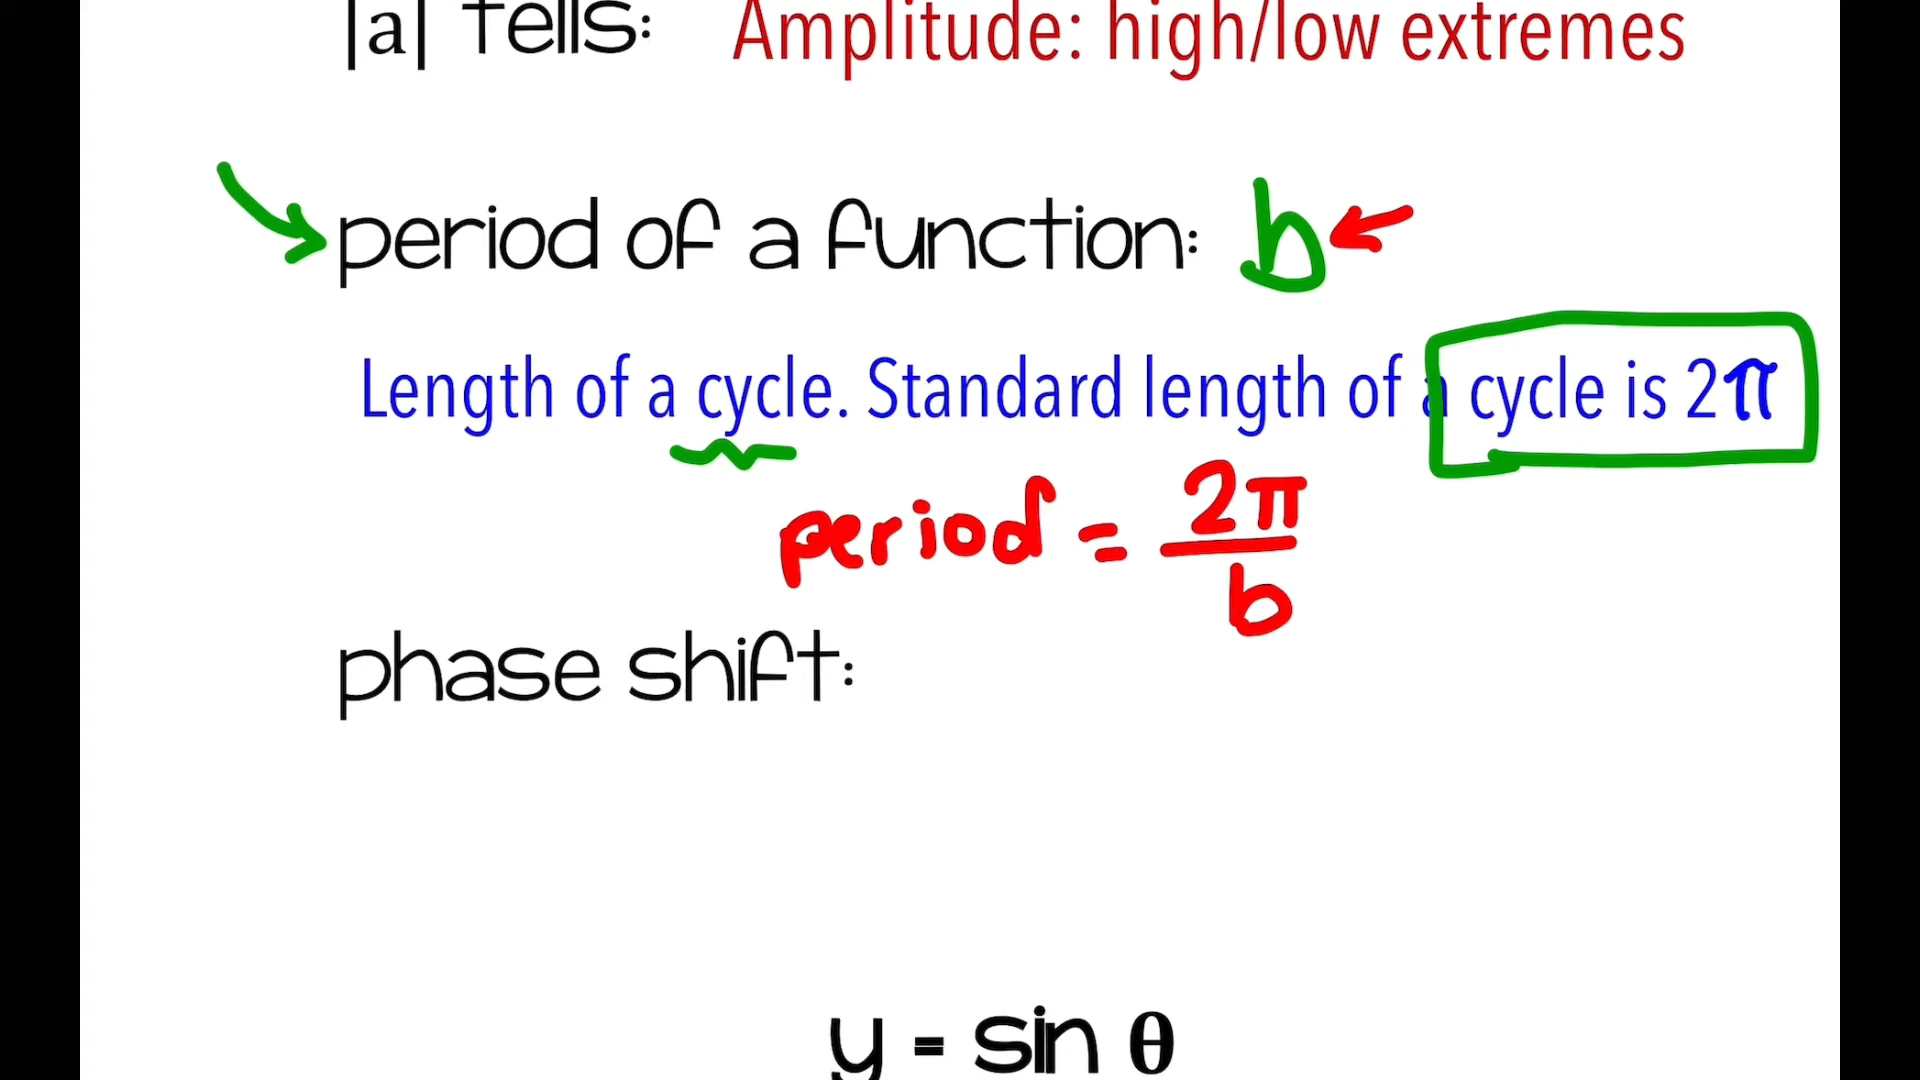 |a| tells: Amplitude: high/low extremes
period of a function: b
Length of a cycle. Standard length of a cycle is 2π
period = 2π/b
phase shift:
y = sin θ